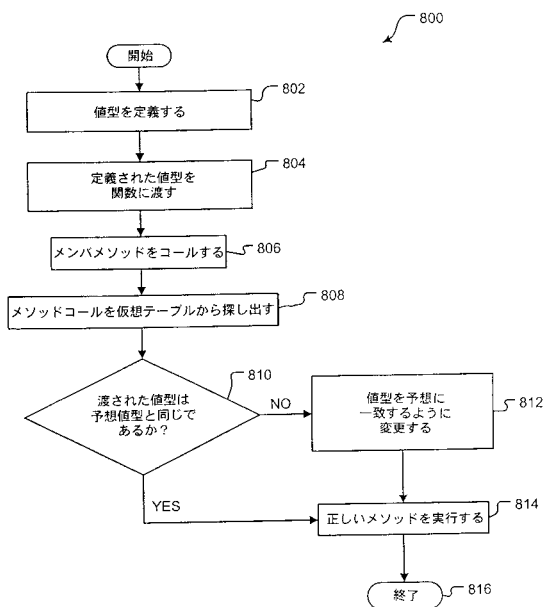 800
開始
値型を定義する
802
定義された値型を
関数に渡す
804
メンバメソッドをコールする
806
メソッドコールを仮想テーブルから探し出す
808
渡された値型は
予想値型と同じで
あるか？
810
NO
値型を予想に
一致するように
変更する
812
YES
正しいメソッドを実行する
814
終了
816